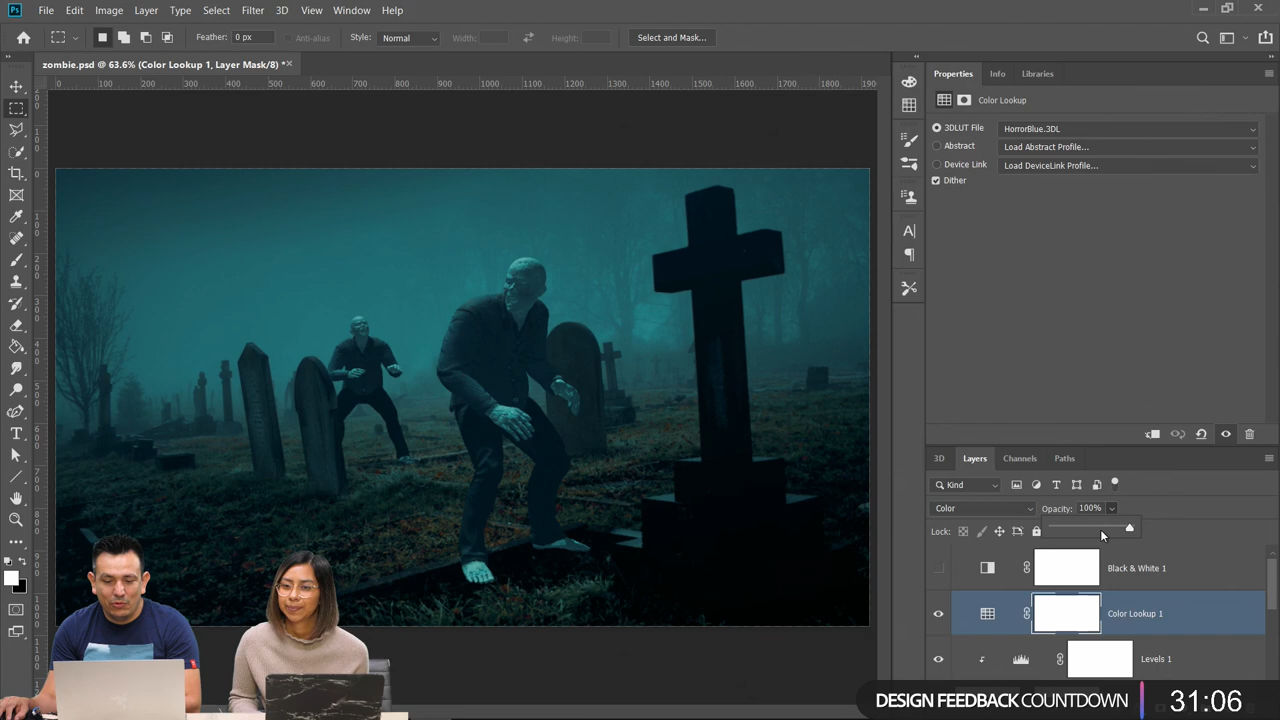 Ps File Edit Image Layer Type Select Filter 3D View Window Help
Feather: 0 px Anti-alias Style: Normal Width: Height: Select and Mask...
zombie.psd @ 63.6% (Color Lookup 1, Layer Mask/8) *
0 100 200 300 400 500 600 700 800 900 1000 1100 1200 1300 1400 1500 1600 1700 1800 1900
Properties Info Libraries
Color Lookup
3DLUT File HorrorBlue.3DL
Abstract Load Abstract Profile...
Device Link Load DeviceLink Profile...
Dither
3D Layers Channels Paths
Kind
Color Opacity: 100%
Lock:
Black & White 1
Color Lookup 1
Levels 1
DESIGN FEEDBACK COUNTDOWN 31:06